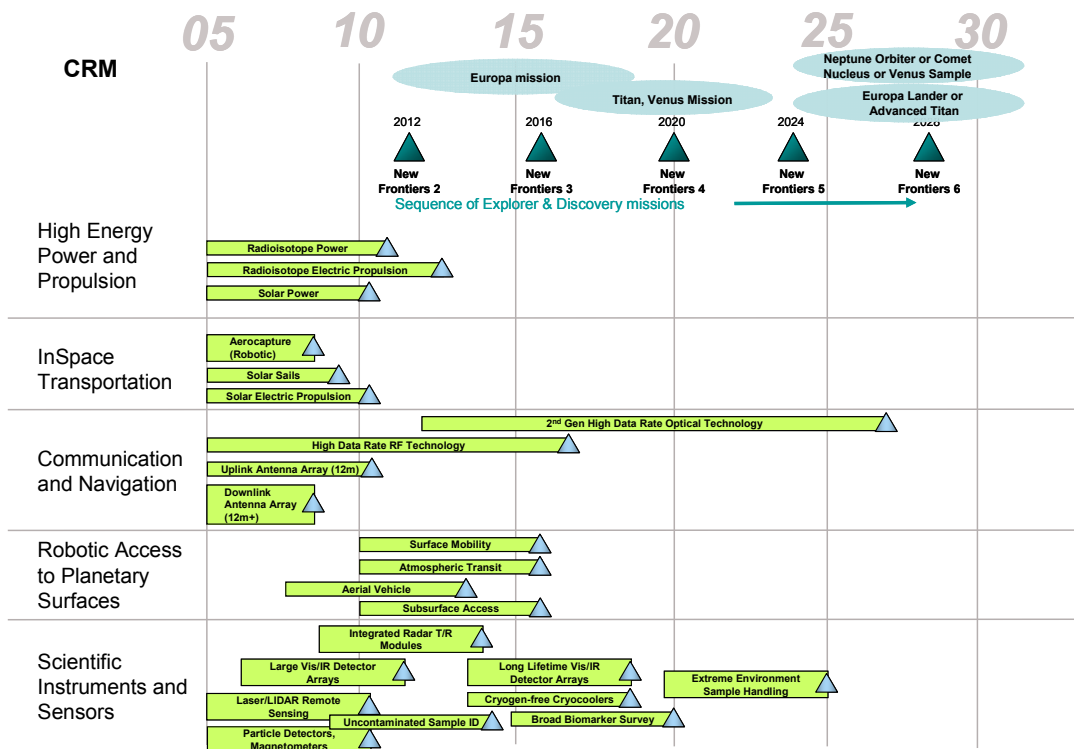 05 10 15 20 25 30
CRM
Europa mission
Titan, Venus Mission
Neptune Orbiter or Comet
Nucleus or Venus Sample
Europa Lander or
Advanced Titan
2012 2016 2020 2024 2028
New
Frontiers 2
New
Frontiers 3
New
Frontiers 4
New
Frontiers 5
New
Frontiers 6
Sequence of Explorer & Discovery missions
High Energy
Power and
Propulsion
Radioisotope Power
Radioisotope Electric Propulsion
Solar Power
InSpace
Transportation
Aerocapture
(Robotic)
Solar Sails
Solar Electric Propulsion
Communication
and Navigation
2nd Gen High Data Rate Optical Technology
High Data Rate RF Technology
Uplink Antenna Array (12m)
Downlink
Antenna Array
(12m+)
Robotic Access
to Planetary
Surfaces
Surface Mobility
Atmospheric Transit
Aerial Vehicle
Subsurface Access
Scientific
Instruments and
Sensors
Integrated Radar T/R
Modules
Large Vis/IR Detector
Arrays
Long Lifetime Vis/IR
Detector Arrays
Extreme Environment
Sample Handling
Laser/LIDAR Remote
Sensing
Cryogen-free Cryocoolers
Uncontaminated Sample ID
Broad Biomarker Survey
Particle Detectors,
Magnetometers